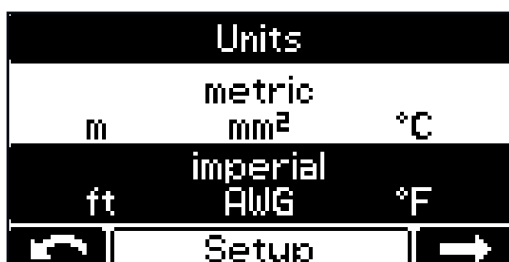 Units
metric
m mm² °C
imperial
ft AWG °F
Setup